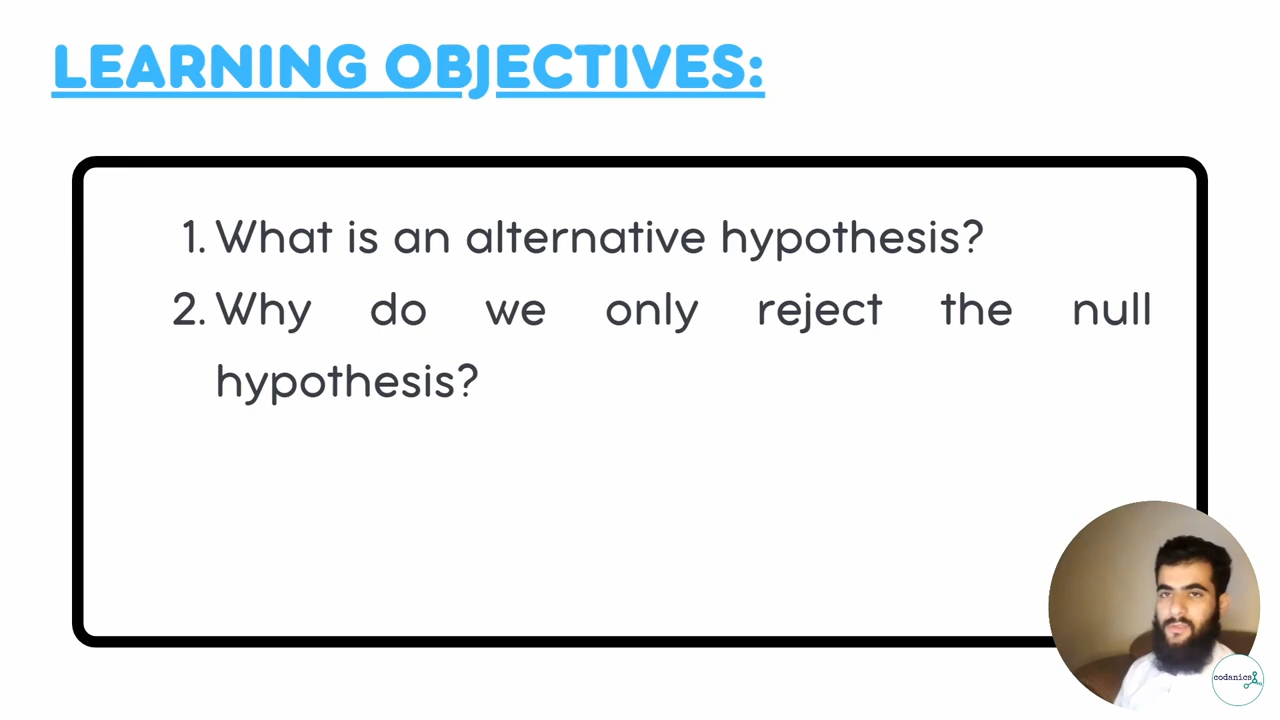 LEARNING OBJECTIVES:
1. What is an alternative hypothesis?
2. Why do we only reject the null
hypothesis?
codanics